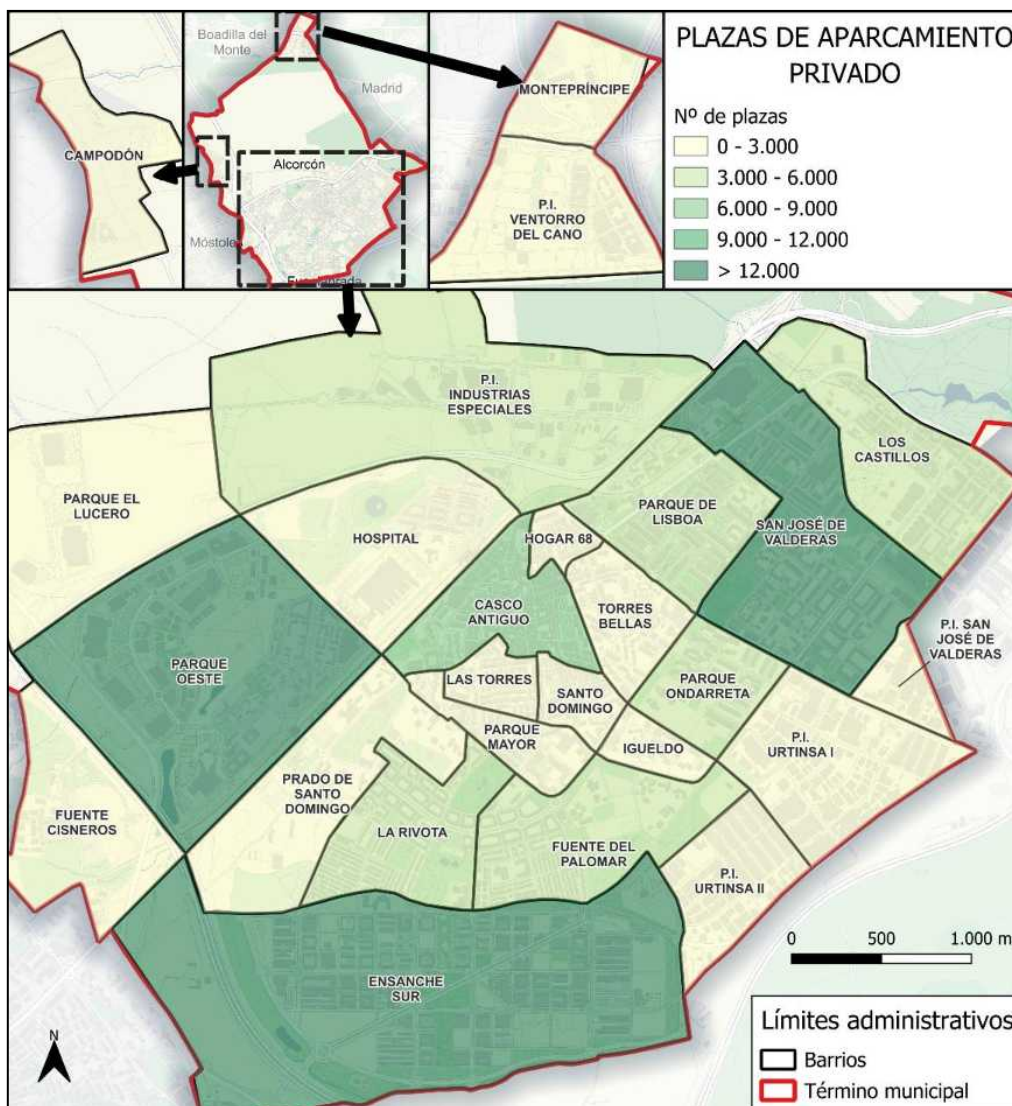 PLAZAS DE APARCAMIENTO
PRIVADO
Nº de plazas
0 - 3.000
3.000 - 6.000
6.000 - 9.000
9.000 - 12.000
> 12.000
CAMPODÓN
Boadilla del
Monte
Madrid
Alcorcón
Móstoles
Fuenlabrada
MONTEPRÍNCIPE
P.I.
VENTORRO
DEL CANO
P.I.
INDUSTRIAS
ESPECIALES
LOS
CASTILLOS
PARQUE EL
LUCERO
HOSPITAL
HOGAR 68
PARQUE DE
LISBOA
SAN JOSÉ DE
VALDERAS
CASCO
ANTIGUO
TORRES
BELLAS
P.I. SAN
JOSÉ DE
VALDERAS
PARQUE
OESTE
LAS TORRES
SANTO
DOMINGO
PARQUE
ONDARRETA
PARQUE
MAYOR
IGUELDO
P.I.
URTINSA I
PRADO DE
SANTO
DOMINGO
FUENTE
CISNEROS
LA RIVOTA
FUENTE DEL
PALOMAR
P.I.
URTINSA II
ENSANCHE
SUR
0 500 1.000 m
N
Límites administrativos
Barrios
Término municipal